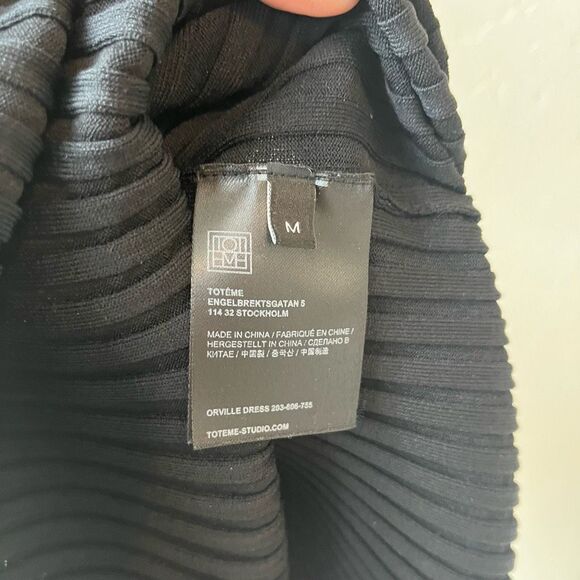 M
TOTEME
TOTÊME
ENGELBREKTSGATAN 5
114 32 STOCKHOLM
MADE IN CHINA / FABRIQUÉ EN CHINE /
HERGESTELLT IN CHINA / СДЕЛАНО В
КИТАЕ / 中国製 / 중국산 / 中国制造
ORVILLE DRESS 203-606-755
TOTEME-STUDIO.COM